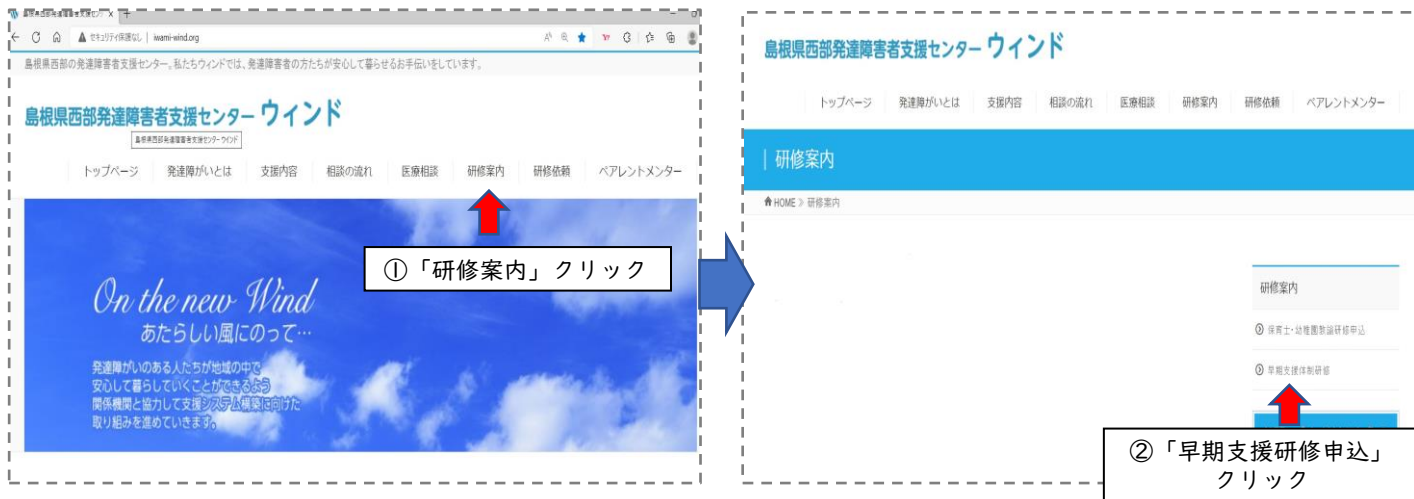 島根県西部発達障害者支援センター
セキュリティ保護なし | iwami-wind.org
島根県西部の発達障害者支援センター。私たちウィンドでは、発達障害者の方たちが安心して暮らせるお手伝いをしています。
島根県西部発達障害者支援センター ウィンド
島根県西部発達障害者支援センター ウィンド
トップページ 発達障がいとは 支援内容 相談の流れ 医療相談 研修案内 研修依頼 ペアレントメンター
①「研修案内」クリック
On the new Wind
あたらしい風にのって…
発達障がいのある人たちが地域の中で
安心して暮らしていくことができるよう
関係機関と協力して支援システム構築に向けた
取り組みを進めていきます。
島根県西部発達障害者支援センター ウィンド
トップページ 発達障がいとは 支援内容 相談の流れ 医療相談 研修案内 研修依頼 ペアレントメンター
| 研修案内
HOME » 研修案内
研修案内
保育士・幼稚園教諭研修申込
早期支援体制研修
②「早期支援研修申込」
クリック